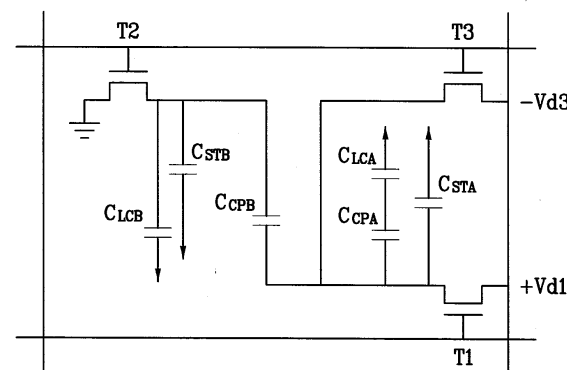 T2
T3
-Vd3
CSTB
CLCA
CSTA
CLCB
CCPB
CCPA
+Vd1
T1